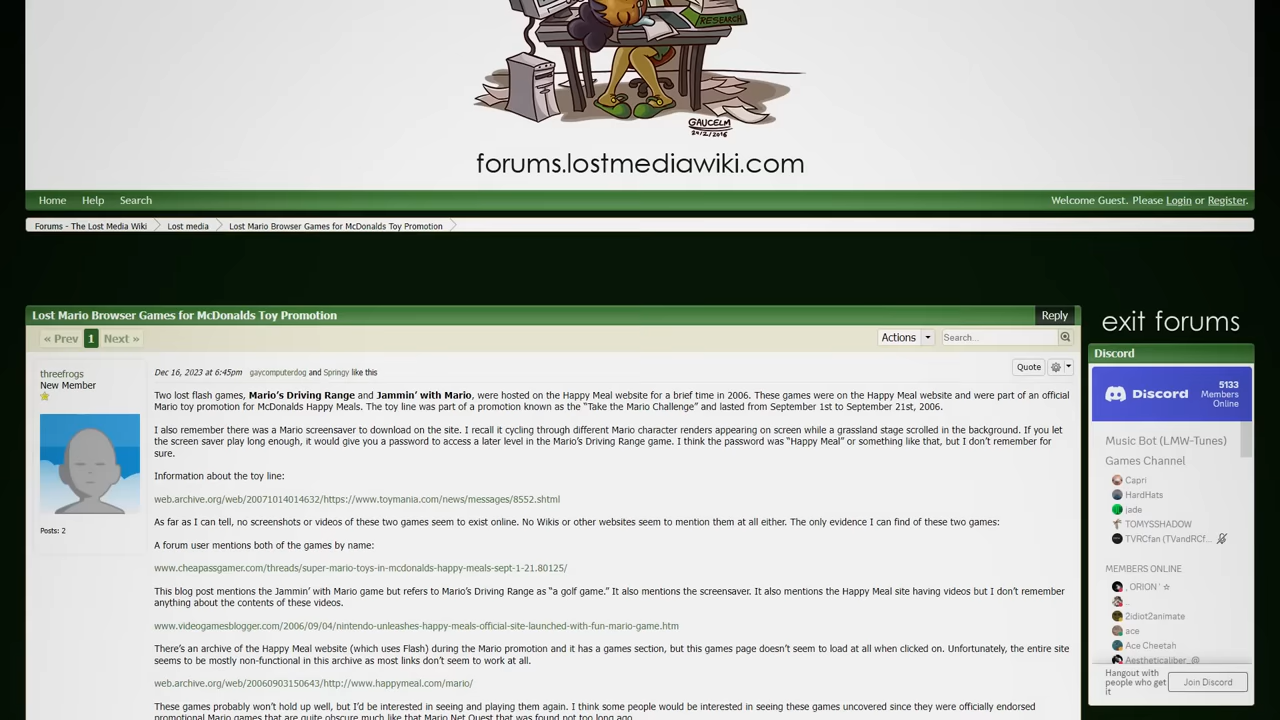 RESEARCH
GAUCELM
24/2/2016
forums.lostmediawiki.com
Home Help Search Welcome Guest. Please Login or Register.
Forums - The Lost Media Wiki Lost media Lost Mario Browser Games for McDonalds Toy Promotion
Lost Mario Browser Games for McDonalds Toy Promotion Reply
« Prev 1 Next » Actions Search...
threefrogs
New Member
Posts: 2
Dec 16, 2023 at 6:45pm gaycomputerdog and Springy like this Quote
Two lost flash games, Mario's Driving Range and Jammin' with Mario, were hosted on the Happy Meal website for a brief time in 2006. These games were on the Happy Meal website and were part of an official
Mario toy promotion for McDonalds Happy Meals. The toy line was part of a promotion known as the "Take the Mario Challenge" and lasted from September 1st to September 21st, 2006.
I also remember there was a Mario screensaver to download on the site. I recall it cycling through different Mario character renders appearing on screen while a grassland stage scrolled in the background. If you let
the screen saver play long enough, it would give you a password to access a later level in the Mario's Driving Range game. I think the password was "Happy Meal" or something like that, but I don't remember for
sure.
Information about the toy line:
web.archive.org/web/20071014014632/https://www.toymania.com/news/messages/8552.shtml
As far as I can tell, no screenshots or videos of these two games seem to exist online. No Wikis or other websites seem to mention them at all either. The only evidence I can find of these two games:
A forum user mentions both of the games by name:
www.cheapassgamer.com/threads/super-mario-toys-in-mcdonalds-happy-meals-sept-1-21.80125/
This blog post mentions the Jammin' with Mario game but refers to Mario's Driving Range as "a golf game." It also mentions the screensaver. It also mentions the Happy Meal site having videos but I don't remember
anything about the contents of these videos.
www.videogamesblogger.com/2006/09/04/nintendo-unleashes-happy-meals-official-site-launched-with-fun-mario-game.htm
There's an archive of the Happy Meal website (which uses Flash) during the Mario promotion and it has a games section, but this games page doesn't seem to load at all when clicked on. Unfortunately, the entire site
seems to be mostly non-functional in this archive as most links don't seem to work at all.
web.archive.org/web/20060903150643/http://www.happymeal.com/mario/
These games probably won't hold up well, but I'd be interested in seeing and playing them again. I think some people would be interested in seeing these games uncovered since they were officially endorsed
promotional Mario games that are quite obscure much like that Mario Net Quest that was found not too long ago.
exit forums
Discord
Discord 5133 Members Online
Music Bot (LMW-Tunes)
Games Channel
Capri
HardHats
jade
TOMYSSHADOW
TVRCfan (TVandRCf...
MEMBERS ONLINE
, ORION ' ☆
..
2idiot2animate
ace
Ace Cheetah
Aestheticaliber_@
Hangout with
people who get
it
Join Discord